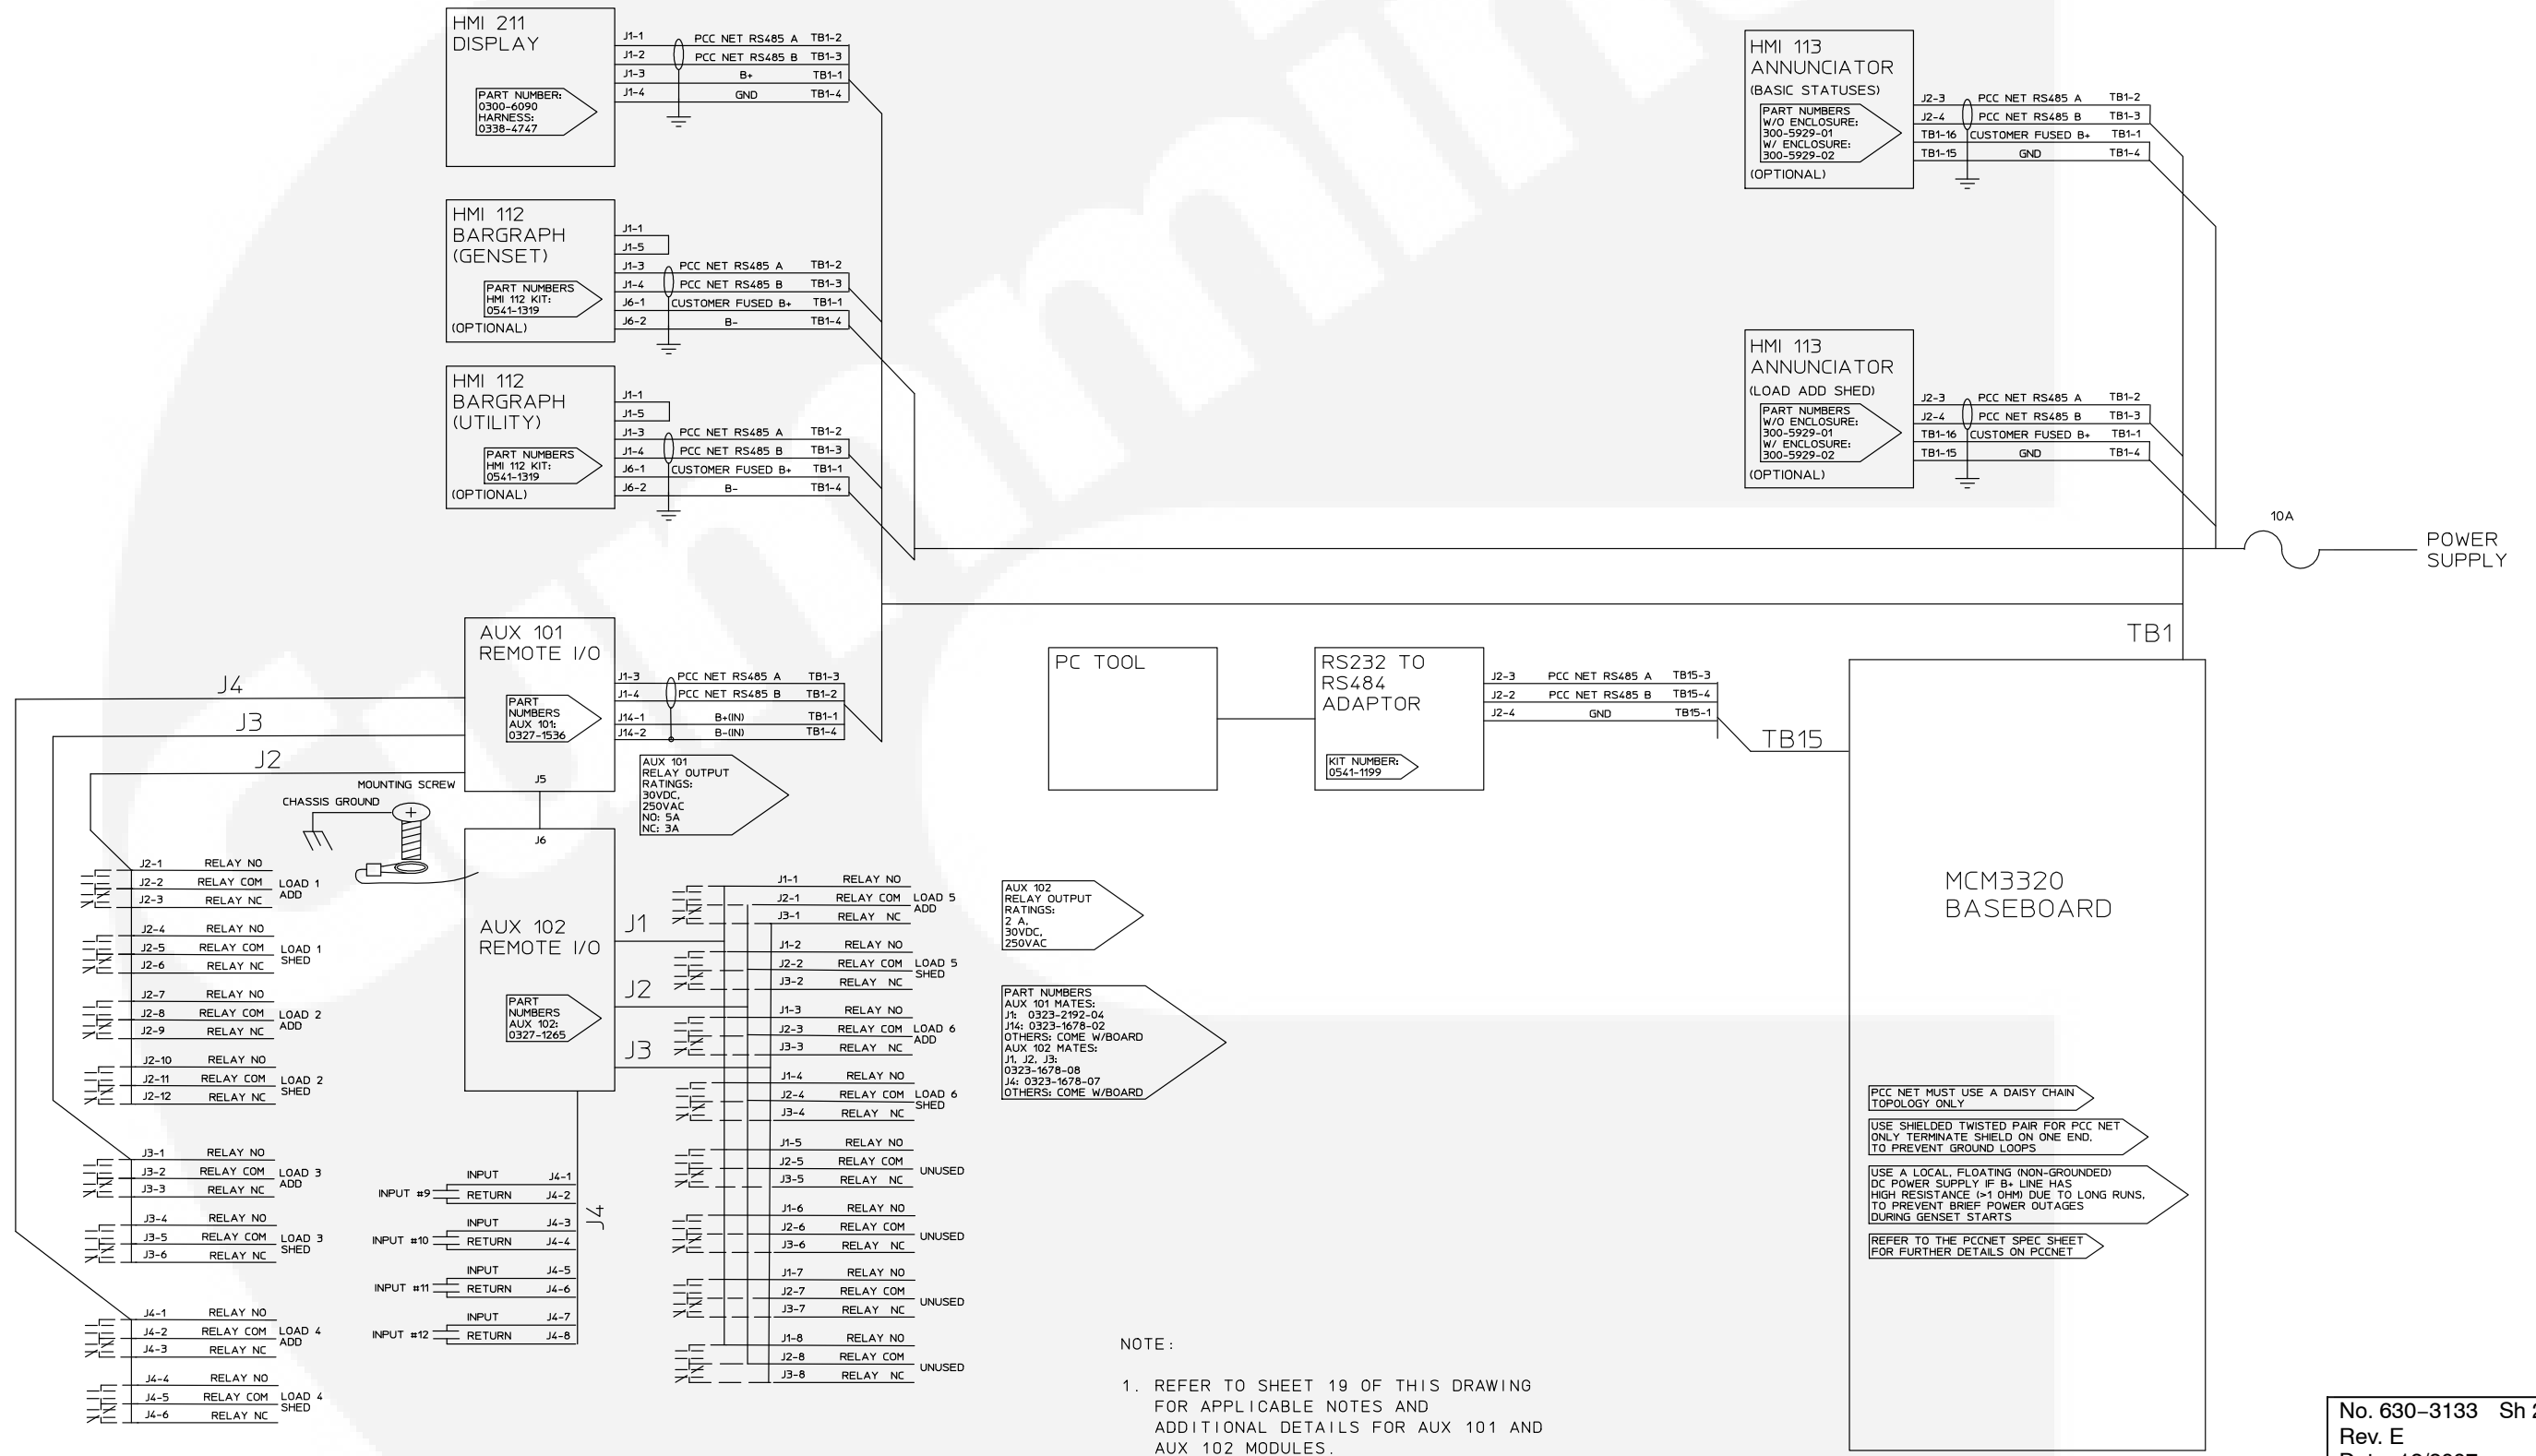 HMI 211
DISPLAY
PART NUMBER:
0300-6090
HARNESS:
0338-4747
J1-1 PCC NET RS485 A TB1-2
J1-2 PCC NET RS485 B TB1-3
J1-3 B+ TB1-1
J1-4 GND TB1-4
HMI 112
BARGRAPH
(GENSET)
PART NUMBERS
HMI 112 KIT:
0541-1319
(OPTIONAL)
J1-1
J1-5
J1-3 PCC NET RS485 A TB1-2
J1-4 PCC NET RS485 B TB1-3
J6-1 CUSTOMER FUSED B+ TB1-1
J6-2 B- TB1-4
HMI 112
BARGRAPH
(UTILITY)
PART NUMBERS
HMI 112 KIT:
0541-1319
(OPTIONAL)
J1-1
J1-5
J1-3 PCC NET RS485 A TB1-2
J1-4 PCC NET RS485 B TB1-3
J6-1 CUSTOMER FUSED B+ TB1-1
J6-2 B- TB1-4
HMI 113
ANNUNCIATOR
(BASIC STATUSES)
PART NUMBERS
W/O ENCLOSURE:
300-5929-01
W/ ENCLOSURE:
300-5929-02
(OPTIONAL)
J2-3 PCC NET RS485 A TB1-2
J2-4 PCC NET RS485 B TB1-3
TB1-16 CUSTOMER FUSED B+ TB1-1
TB1-15 GND TB1-4
HMI 113
ANNUNCIATOR
(LOAD ADD SHED)
PART NUMBERS
W/O ENCLOSURE:
300-5929-01
W/ ENCLOSURE:
300-5929-02
(OPTIONAL)
J2-3 PCC NET RS485 A TB1-2
J2-4 PCC NET RS485 B TB1-3
TB1-16 CUSTOMER FUSED B+ TB1-1
TB1-15 GND TB1-4
10A
POWER
SUPPLY
TB1
AUX 101
REMOTE I/O
PART
NUMBERS
AUX 101:
0327-1536
J5
J4
J3
J2
J1-3 PCC NET RS485 A TB1-3
J1-4 PCC NET RS485 B TB1-2
J14-1 B+(IN) TB1-1
J14-2 B-(IN) TB1-4
AUX 101
RELAY OUTPUT
RATINGS:
30VDC,
250VAC
NO: 5A
NC: 3A
PC TOOL
RS232 TO
RS484
ADAPTOR
KIT NUMBER:
0541-1199
J2-3 PCC NET RS485 A TB15-3
J2-2 PCC NET RS485 B TB15-4
J2-4 GND TB15-1
TB15
MOUNTING SCREW
CHASSIS GROUND
J6
AUX 102
REMOTE I/O
PART
NUMBERS
AUX 102:
0327-1265
J1
J2
J3
J4
J2-1 RELAY NO
J2-2 RELAY COM LOAD 1
ADD
J2-3 RELAY NC
J2-4 RELAY NO
J2-5 RELAY COM LOAD 1
SHED
J2-6 RELAY NC
J2-7 RELAY NO
J2-8 RELAY COM LOAD 2
ADD
J2-9 RELAY NC
J2-10 RELAY NO
J2-11 RELAY COM LOAD 2
SHED
J2-12 RELAY NC
J3-1 RELAY NO
J3-2 RELAY COM LOAD 3
ADD
J3-3 RELAY NC
J3-4 RELAY NO
J3-5 RELAY COM LOAD 3
SHED
J3-6 RELAY NC
J4-1 RELAY NO
J4-2 RELAY COM LOAD 4
ADD
J4-3 RELAY NC
J4-4 RELAY NO
J4-5 RELAY COM LOAD 4
SHED
J4-6 RELAY NC
INPUT J4-1
INPUT #9 RETURN J4-2
INPUT J4-3
INPUT #10 RETURN J4-4
INPUT J4-5
INPUT #11 RETURN J4-6
INPUT J4-7
INPUT #12 RETURN J4-8
J1-1 RELAY NO
J2-1 RELAY COM LOAD 5
ADD
J3-1 RELAY NC
J1-2 RELAY NO
J2-2 RELAY COM LOAD 5
SHED
J3-2 RELAY NC
J1-3 RELAY NO
J2-3 RELAY COM LOAD 6
ADD
J3-3 RELAY NC
J1-4 RELAY NO
J2-4 RELAY COM LOAD 6
SHED
J3-4 RELAY NC
J1-5 RELAY NO
J2-5 RELAY COM
UNUSED
J3-5 RELAY NC
J1-6 RELAY NO
J2-6 RELAY COM
UNUSED
J3-6 RELAY NC
J1-7 RELAY NO
J2-7 RELAY COM
UNUSED
J3-7 RELAY NC
J1-8 RELAY NO
J2-8 RELAY COM
UNUSED
J3-8 RELAY NC
AUX 102
RELAY OUTPUT
RATINGS:
2 A,
30VDC,
250VAC
PART NUMBERS
AUX 101 MATES:
J1: 0323-2192-04
J14: 0323-1678-02
OTHERS: COME W/BOARD
AUX 102 MATES:
J1, J2, J3:
0323-1678-08
J4: 0323-1678-07
OTHERS: COME W/BOARD
MCM3320
BASEBOARD
PCC NET MUST USE A DAISY CHAIN
TOPOLOGY ONLY
USE SHIELDED TWISTED PAIR FOR PCC NET
ONLY TERMINATE SHIELD ON ONE END,
TO PREVENT GROUND LOOPS
USE A LOCAL, FLOATING (NON-GROUNDED)
DC POWER SUPPLY IF B+ LINE HAS
HIGH RESISTANCE (>1 OHM) DUE TO LONG RUNS,
TO PREVENT BRIEF POWER OUTAGES
DURING GENSET STARTS
REFER TO THE PCCNET SPEC SHEET
FOR FURTHER DETAILS ON PCCNET
NOTE:
1. REFER TO SHEET 19 OF THIS DRAWING
FOR APPLICABLE NOTES AND
ADDITIONAL DETAILS FOR AUX 101 AND
AUX 102 MODULES.
No. 630-3133 Sh
Rev. E